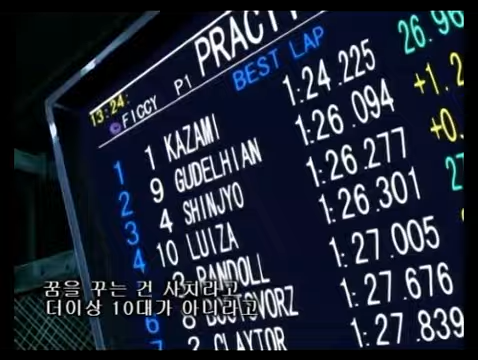 PRACTI
13:24:
FICCY P1 BEST LAP
26.96
1 1 KAZAMI 1:24.225 +1.2
2 9 GUDELHIAN 1:26.094 +0.
3 4 SHINJYO 1:26.277 27
4 10 LUIZA 1:26.301
RANDOLL 1:27.005
6 8 1:27.676
CLAYTOR 1:27.839
꿈을 꾸는 건 사치라고
더이상 10대가 아니라고